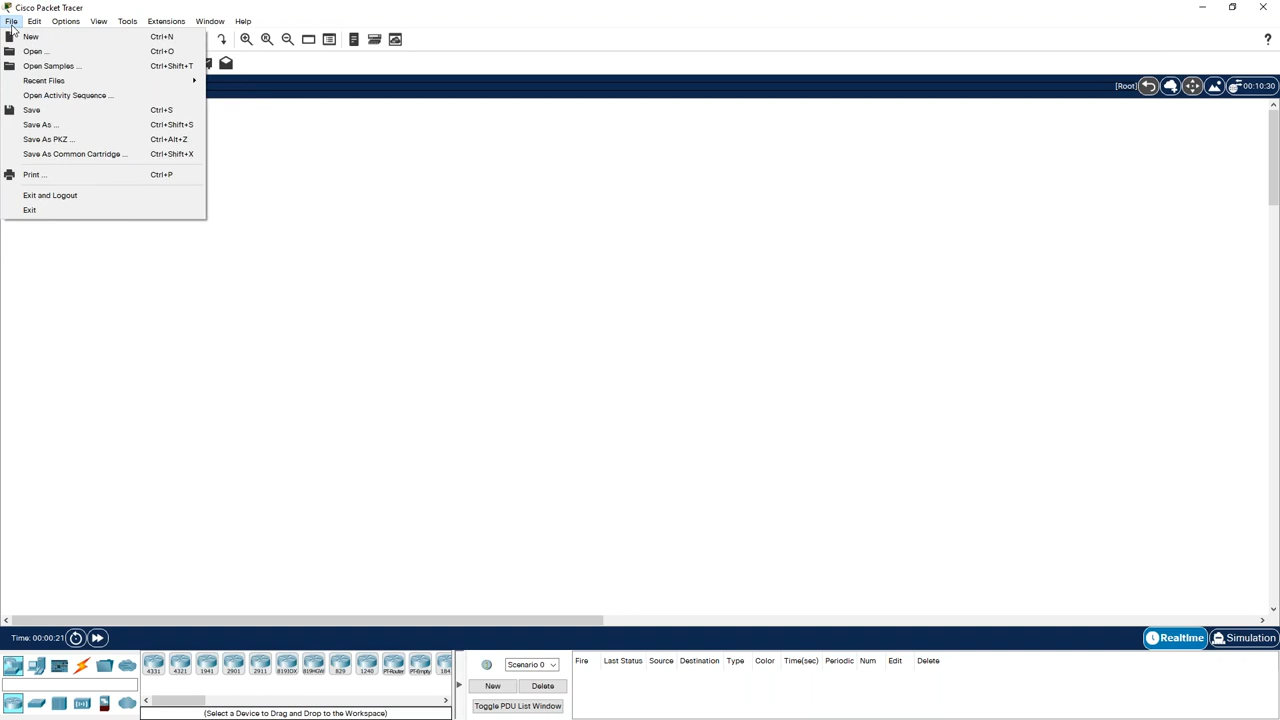 Cisco Packet Tracer
File Edit Options View Tools Extensions Window Help
New Ctrl+N
Open ... Ctrl+O
Open Samples ... Ctrl+Shift+T
Recent Files
Open Activity Sequence ...
Save Ctrl+S
Save As ... Ctrl+Shift+S
Save As PKZ ... Ctrl+Alt+Z
Save As Common Cartridge ... Ctrl+Shift+X
Print ... Ctrl+P
Exit and Logout
Exit
?
[Root] 00:10:30
Time: 00:00:21 Realtime Simulation
4331 4321 1941 2901 2911 819IOX 819HGW 829 1240 PT-Router PT-Empty 184
Scenario 0
New Delete
Toggle PDU List Window
Fire Last Status Source Destination Type Color Time(sec) Periodic Num Edit Delete
(Select a Device to Drag and Drop to the Workspace)